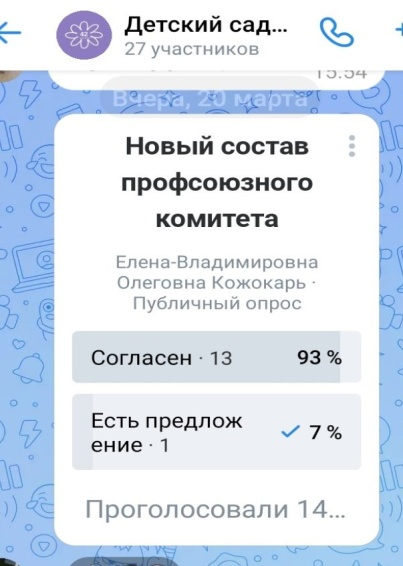 Детский сад...
27 участников
15:54
Вчера, 20 марта
Новый состав
профсоюзного
комитета
Елена-Владимировна
Олеговна Кожокарь ·
Публичный опрос
Согласен · 13 93 %
Есть предлож
ение · 1 7 %
Проголосовали 14...